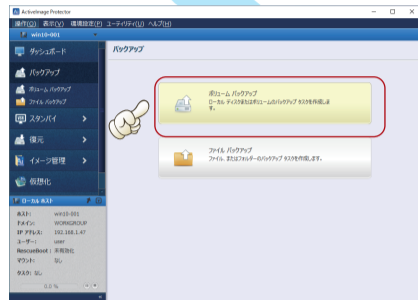 ActiveImage Protector
操作(O) 表示(V) 環境設定(P) ユーティリティ(U) ヘルプ(H)
win10-001
ダッシュボード
バックアップ
ボリューム バックアップ
ファイル バックアップ
スタンバイ
復元
イメージ管理
仮想化
ローカル ホスト
ホスト: win10-001
ドメイン: WORKGROUP
IP アドレス: 192.168.1.47
ユーザー: user
RescueBoot: 未有効化
マウント: なし
タスク: なし
0.0 %
バックアップ
ボリューム バックアップ
ローカル ディスクまたはボリュームのバックアップ タスクを作成しま
す。
ファイル バックアップ
ファイル、またはフォルダーのバックアップ タスクを作成します。